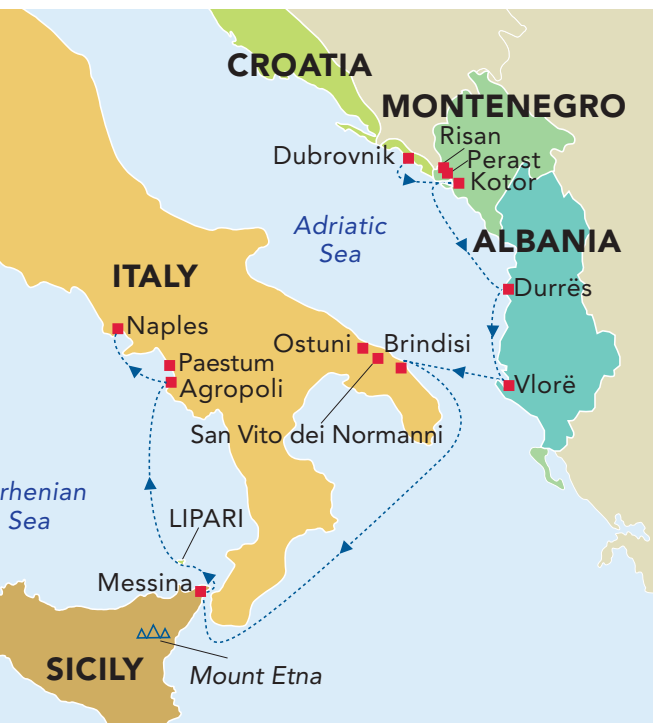 CROATIA
MONTENEGRO
Risan
Dubrovnik
Perast
Kotor
Adriatic
Sea
ALBANIA
ITALY
Durrës
Naples
Ostuni
Brindisi
Paestum
Agropoli
Vlorë
San Vito dei Normanni
rhenian
Sea
LIPARI
Messina
SICILY
Mount Etna